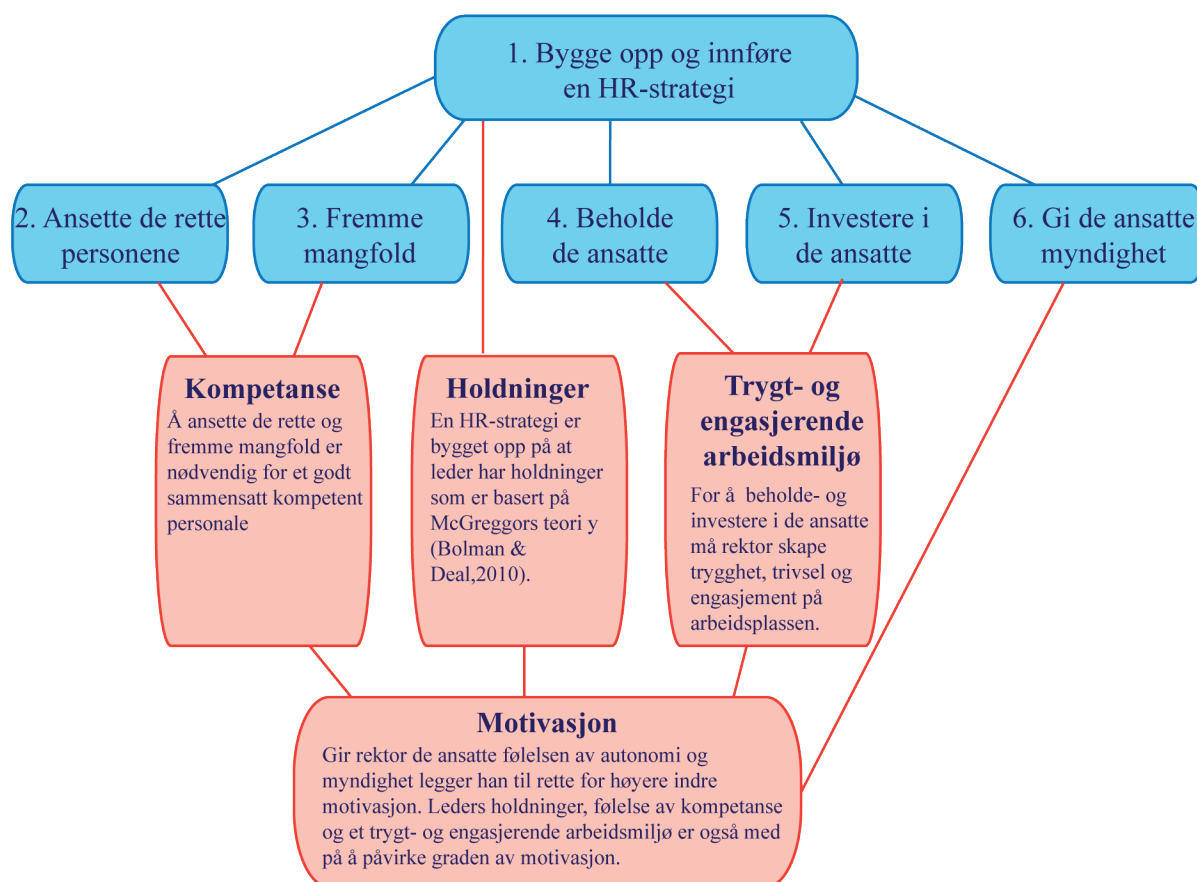 1. Bygge opp og innføre
en HR-strategi
2. Ansette de rette
personene
3. Fremme
mangfold
4. Beholde
de ansatte
5. Investere i
de ansatte
6. Gi de ansatte
myndighet
Kompetanse
Å ansette de rette og
fremme mangfold er
nødvendig for et godt
sammensatt kompetent
personale
Holdninger
En HR-strategi er
bygget opp på at
leder har holdninger
som er basert på
McGreggors teori y
(Bolman &
Deal,2010).
Trygt- og
engasjerende
arbeidsmiljø
For å  beholde- og
investere i de ansatte
må rektor skape
trygghet, trivsel og
engasjement på
arbeidsplassen.
Motivasjon
Gir rektor de ansatte følelsen av autonomi og
myndighet legger han til rette for høyere indre
motivasjon. Leders holdninger, følelse av kompetanse
og et trygt- og engasjerende arbeidsmiljø er også med
på å påvirke graden av motivasjon.